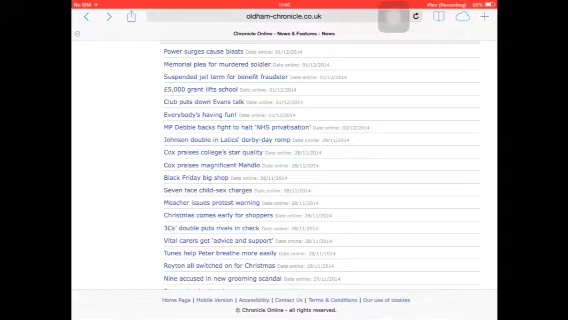 No SIM
11:40
iRec (Recording)
oldham-chronicle.co.uk
Chronicle Online - News & Features - News
Power surges cause blasts Date online: 01/12/2014
Memorial plea for murdered soldier Date online: 01/12/2014
Suspended jail term for benefit fraudster Date online: 01/12/2014
£5,000 grant lifts school Date online: 01/12/2014
Club puts down Evans talk Date online: 01/12/2014
Everybody's having fun! Date online: 01/12/2014
MP Debbie backs fight to halt 'NHS privatisation' Date online: 02/12/2014
Johnson double in Latics' derby-day romp Date online: 29/11/2014
Cox praises college's star quality Date online: 28/11/2014
Cox praises magnificent Mahdlo Date online: 28/11/2014
Black Friday big shop Date online: 28/11/2014
Seven face child-sex charges Date online: 28/11/2014
Meacher issues protest warning Date online: 28/11/2014
Christmas comes early for shoppers Date online: 28/11/2014
3Cs' double puts rivals in check Date online: 28/11/2014
Vital carers get 'advice and support' Date online: 28/11/2014
Tunes help Peter breathe more easily Date online: 28/11/2014
Royton all switched on for Christmas Date online: 28/11/2014
Nine accused in new grooming scandal Date online: 27/11/2014
Home Page | Mobile Version | Accessibility | Contact Us | Terms & Conditions | Our use of cookies
© Chronicle Online - all rights reserved.